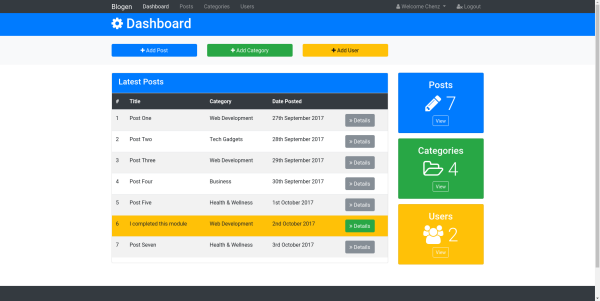 Blogen Dashboard Posts Categories Users Welcome Chenz Logout
Dashboard
+ Add Post + Add Category + Add User
Latest Posts
# Title Category Date Posted
1 Post One Web Development 27th September 2017 » Details
2 Post Two Tech Gadgets 28th September 2017 » Details
3 Post Three Web Development 29th September 2017 » Details
4 Post Four Business 30th September 2017 » Details
5 Post Five Health & Wellness 1st October 2017 » Details
6 I completed this module Web Development 2nd October 2017 » Details
7 Post Seven Health & Wellness 3rd October 2017 » Details
Posts
7
View
Categories
4
View
Users
2
View